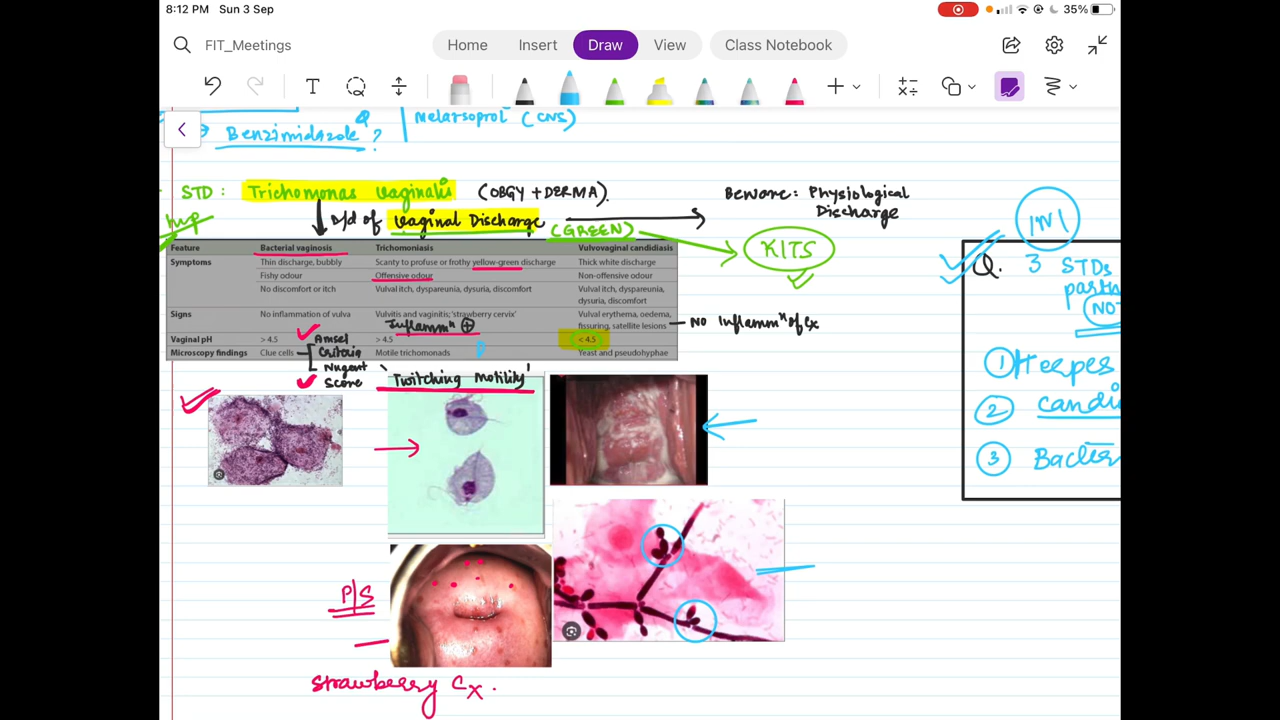 8:12 PM Sun 3 Sep
35%
FIT_Meetings
Home Insert Draw View Class Notebook
T
Benzimidazole ?
Melarsoprol (CNS)
STD : Trichomonas vaginalis (OBGY + DERMA).
Imp
D/d of Vaginal Discharge
Beware: Physiological
Discharge
(GREEN)
KITS
Feature Bacterial vaginosis Trichomoniasis Vulvovaginal candidiasis
Symptoms Thin discharge, bubbly Scanty to profuse or frothy yellow-green discharge Thick white discharge
Fishy odour Offensive odour Non-offensive odour
No discomfort or itch Vulval itch, dyspareunia, dysuria, discomfort Vulval itch, dyspareunia,
dysuria, discomfort
Signs No inflammation of vulva Vulvitis and vaginitis; 'strawberry cervix' Vulval erythema, oedema,
fissuring, satellite lesions
Inflammn +
No Inflammn of Cx
Vaginal pH > 4.5 > 4.5 < 4.5
Microscopy findings Clue cells Motile trichomonads Yeast and pseudohyphae
Amsel
Criteria
Nugent
Score
'Twitching Motility'
P/S
Strawberry Cx.
1M1
Q. 3 STDs
(NOT
① Herpes
②
③